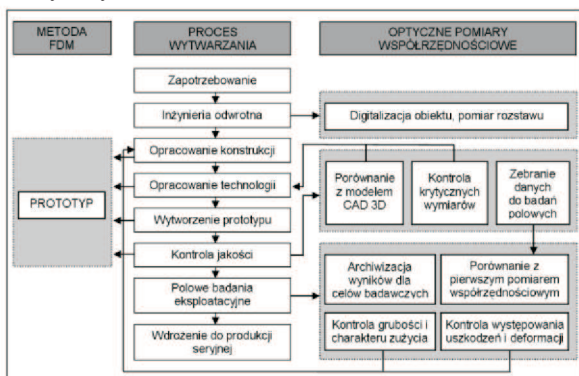 METODA
FDM
PROCES
WYTWARZANIA
OPTYCZNE POMIARY
WSPÓŁRZĘDNOŚCIOWE
Zapotrzebowanie
Inżynieria odwrotna
Digitalizacja obiektu, pomiar rozstawu
Opracowanie konstrukcji
Opracowanie technologii
Wytworzenie prototypu
Kontrola jakości
Polowe badania
eksploatacyjne
Wdrożenie do produkcji
seryjnej
PROTOTYP
Porównanie
z modelem
CAD 3D
Kontrola
krytycznych
wymiarów
Zebranie
danych
do badań
polowych
Archiwizacja
wyników dla
celów badawczych
Porównanie z
pierwszym pomiarem
współrzędnościowym
Kontrola grubości i
charakteru zużycia
Kontrola występowania
uszkodzeń i deformacji